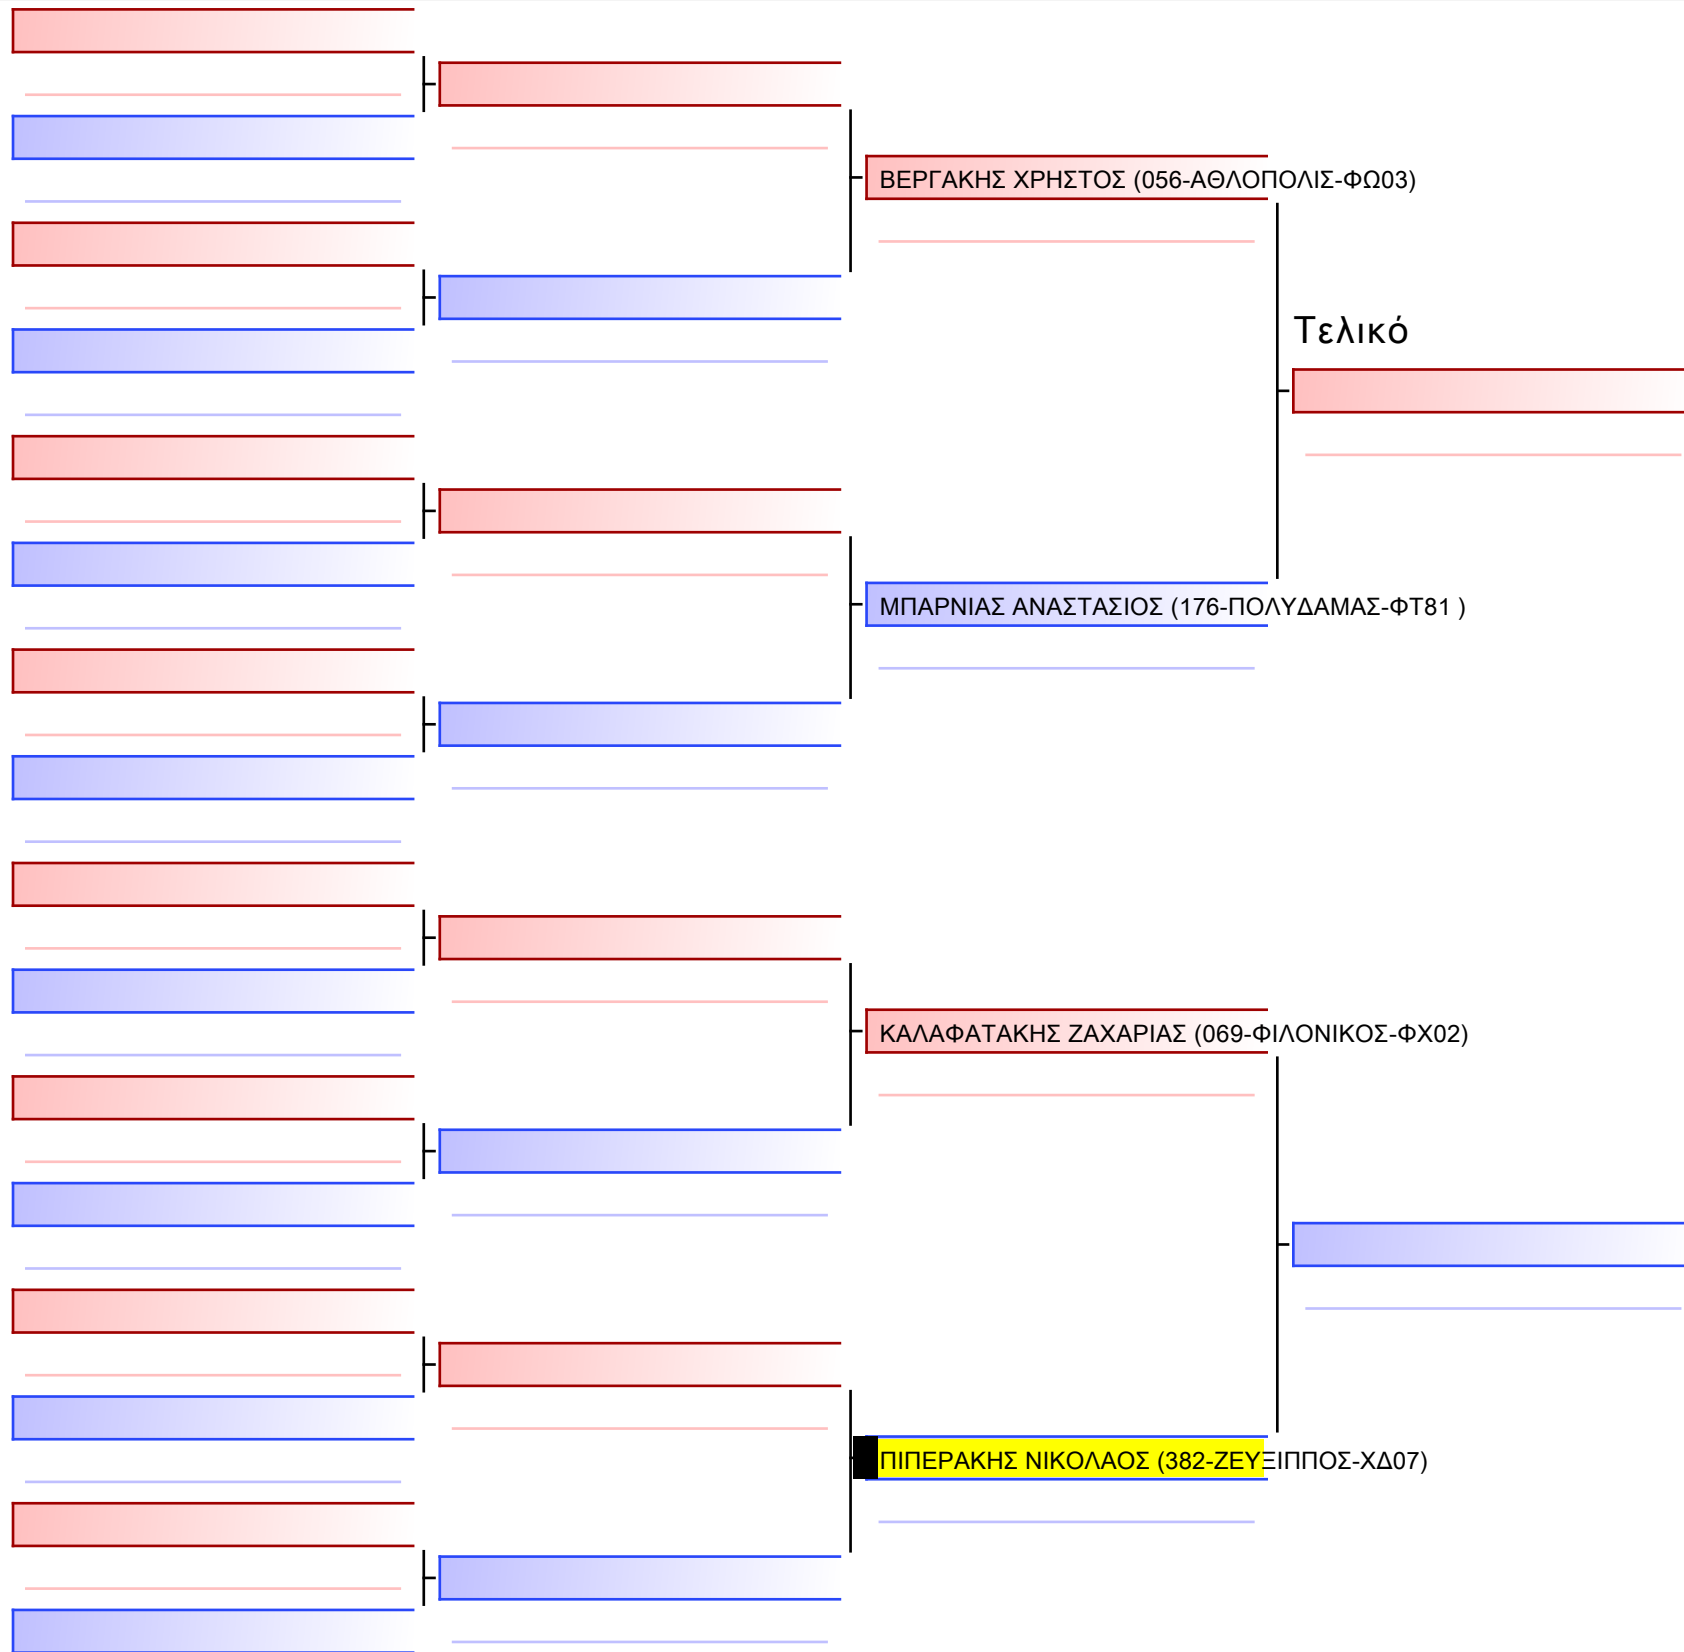 ΒΕΡΓΑΚΗΣ ΧΡΗΣΤΟΣ (056-ΑΘΛΟΠΟΛΙΣ-ΦΩ03)
Τελικό
ΜΠΑΡΝΙΑΣ ΑΝΑΣΤΑΣΙΟΣ (176-ΠΟΛΥΔΑΜΑΣ-ΦΤ81 )
ΚΑΛΑΦΑΤΑΚΗΣ ΖΑΧΑΡΙΑΣ (069-ΦΙΛΟΝΙΚΟΣ-ΦΧ02)
ΠΙΠΕΡΑΚΗΣ ΝΙΚΟΛΑΟΣ (382-ΖΕΥΞΙΠΠΟΣ-ΧΔ07)